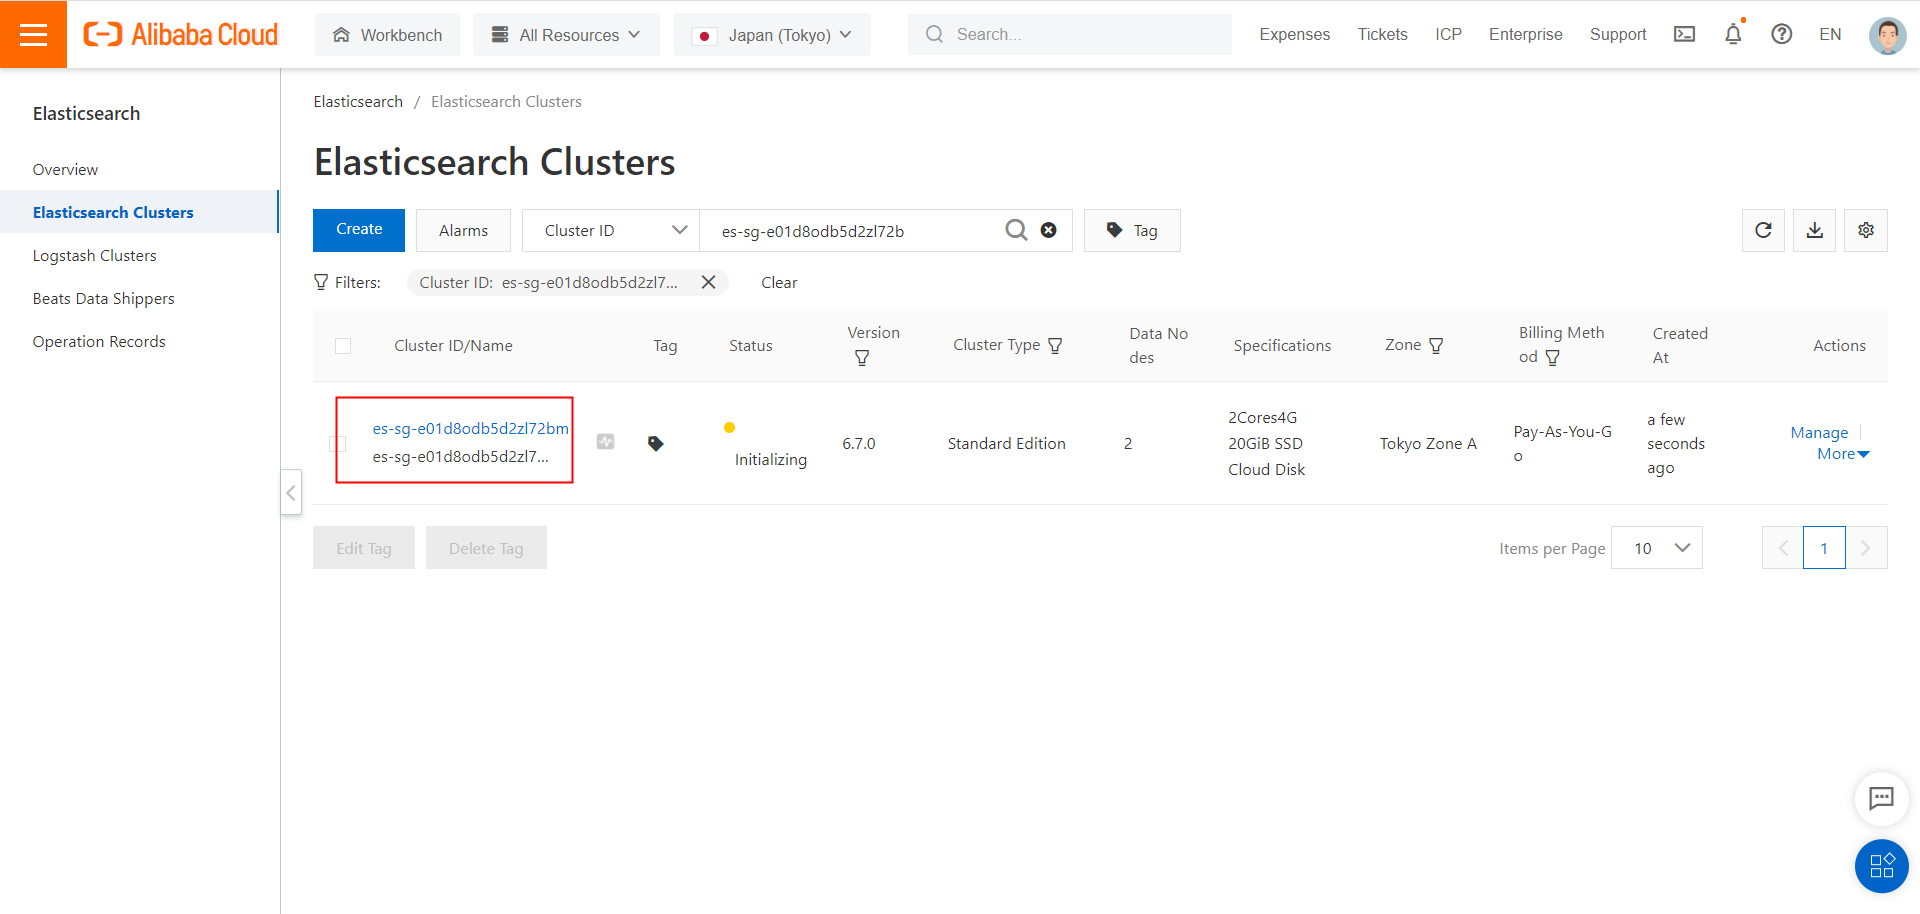 Alibaba Cloud
Workbench
All Resources
Japan (Tokyo)
Search...
Expenses
Tickets
ICP
Enterprise
Support
EN
Elasticsearch
Overview
Elasticsearch Clusters
Logstash Clusters
Beats Data Shippers
Operation Records
Elasticsearch / Elasticsearch Clusters
Elasticsearch Clusters
Create
Alarms
Cluster ID
es-sg-e01d8odb5d2zl72b
Tag
Filters:
Cluster ID: es-sg-e01d8odb5d2zl7...
Clear
Cluster ID/Name
Tag
Status
Version
Cluster Type
Data No
des
Specifications
Zone
Billing Meth
od
Created
At
Actions
es-sg-e01d8odb5d2zl72bm
es-sg-e01d8odb5d2zl7...
Initializing
6.7.0
Standard Edition
2
2Cores4G
20GiB SSD
Cloud Disk
Tokyo Zone A
Pay-As-You-G
o
a few
seconds
ago
Manage
More
Edit Tag
Delete Tag
Items per Page
10
1